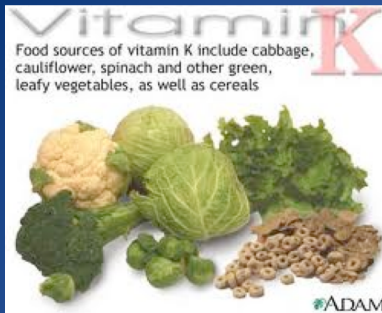 Vitamin K
Food sources of vitamin K include cabbage,
cauliflower, spinach and other green,
leafy vegetables, as well as cereals
ADAM